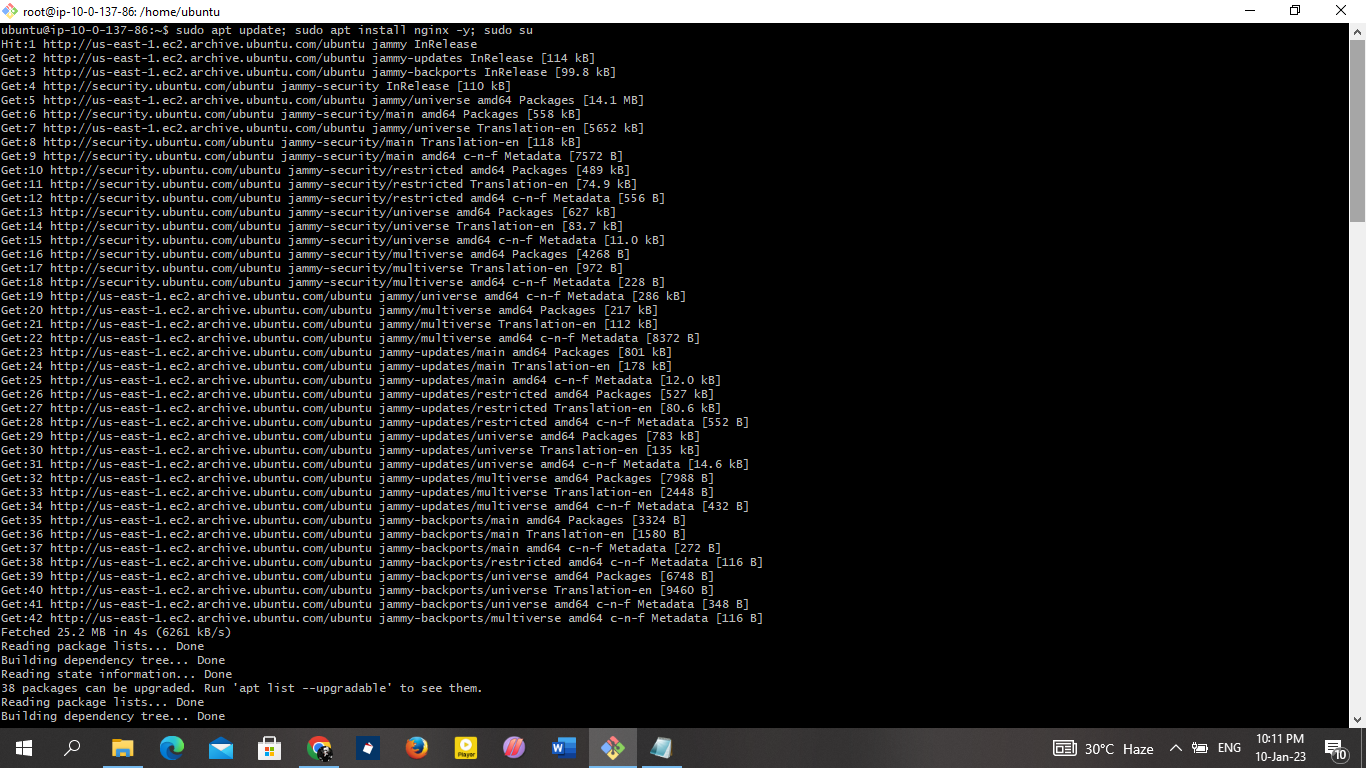 root@ip-10-0-137-86: /home/ubuntu
ubuntu@ip-10-0-137-86:~$ sudo apt update; sudo apt install nginx -y; sudo su
Hit:1 http://us-east-1.ec2.archive.ubuntu.com/ubuntu jammy InRelease
Get:2 http://us-east-1.ec2.archive.ubuntu.com/ubuntu jammy-updates InRelease [114 kB]
Get:3 http://us-east-1.ec2.archive.ubuntu.com/ubuntu jammy-backports InRelease [99.8 kB]
Get:4 http://security.ubuntu.com/ubuntu jammy-security InRelease [110 kB]
Get:5 http://us-east-1.ec2.archive.ubuntu.com/ubuntu jammy/universe amd64 Packages [14.1 MB]
Get:6 http://security.ubuntu.com/ubuntu jammy-security/main amd64 Packages [558 kB]
Get:7 http://us-east-1.ec2.archive.ubuntu.com/ubuntu jammy/universe Translation-en [5652 kB]
Get:8 http://security.ubuntu.com/ubuntu jammy-security/main Translation-en [118 kB]
Get:9 http://security.ubuntu.com/ubuntu jammy-security/main amd64 c-n-f Metadata [7572 B]
Get:10 http://security.ubuntu.com/ubuntu jammy-security/restricted amd64 Packages [489 kB]
Get:11 http://security.ubuntu.com/ubuntu jammy-security/restricted Translation-en [74.9 kB]
Get:12 http://security.ubuntu.com/ubuntu jammy-security/restricted amd64 c-n-f Metadata [556 B]
Get:13 http://security.ubuntu.com/ubuntu jammy-security/universe amd64 Packages [627 kB]
Get:14 http://security.ubuntu.com/ubuntu jammy-security/universe Translation-en [83.7 kB]
Get:15 http://security.ubuntu.com/ubuntu jammy-security/universe amd64 c-n-f Metadata [11.0 kB]
Get:16 http://security.ubuntu.com/ubuntu jammy-security/multiverse amd64 Packages [4268 B]
Get:17 http://security.ubuntu.com/ubuntu jammy-security/multiverse Translation-en [972 B]
Get:18 http://security.ubuntu.com/ubuntu jammy-security/multiverse amd64 c-n-f Metadata [228 B]
Get:19 http://us-east-1.ec2.archive.ubuntu.com/ubuntu jammy/universe amd64 c-n-f Metadata [286 kB]
Get:20 http://us-east-1.ec2.archive.ubuntu.com/ubuntu jammy/multiverse amd64 Packages [217 kB]
Get:21 http://us-east-1.ec2.archive.ubuntu.com/ubuntu jammy/multiverse Translation-en [112 kB]
Get:22 http://us-east-1.ec2.archive.ubuntu.com/ubuntu jammy/multiverse amd64 c-n-f Metadata [8372 B]
Get:23 http://us-east-1.ec2.archive.ubuntu.com/ubuntu jammy-updates/main amd64 Packages [801 kB]
Get:24 http://us-east-1.ec2.archive.ubuntu.com/ubuntu jammy-updates/main Translation-en [178 kB]
Get:25 http://us-east-1.ec2.archive.ubuntu.com/ubuntu jammy-updates/main amd64 c-n-f Metadata [12.0 kB]
Get:26 http://us-east-1.ec2.archive.ubuntu.com/ubuntu jammy-updates/restricted amd64 Packages [527 kB]
Get:27 http://us-east-1.ec2.archive.ubuntu.com/ubuntu jammy-updates/restricted Translation-en [80.6 kB]
Get:28 http://us-east-1.ec2.archive.ubuntu.com/ubuntu jammy-updates/restricted amd64 c-n-f Metadata [552 B]
Get:29 http://us-east-1.ec2.archive.ubuntu.com/ubuntu jammy-updates/universe amd64 Packages [783 kB]
Get:30 http://us-east-1.ec2.archive.ubuntu.com/ubuntu jammy-updates/universe Translation-en [135 kB]
Get:31 http://us-east-1.ec2.archive.ubuntu.com/ubuntu jammy-updates/universe amd64 c-n-f Metadata [14.6 kB]
Get:32 http://us-east-1.ec2.archive.ubuntu.com/ubuntu jammy-updates/multiverse amd64 Packages [7988 B]
Get:33 http://us-east-1.ec2.archive.ubuntu.com/ubuntu jammy-updates/multiverse Translation-en [2448 B]
Get:34 http://us-east-1.ec2.archive.ubuntu.com/ubuntu jammy-updates/multiverse amd64 c-n-f Metadata [432 B]
Get:35 http://us-east-1.ec2.archive.ubuntu.com/ubuntu jammy-backports/main amd64 Packages [3324 B]
Get:36 http://us-east-1.ec2.archive.ubuntu.com/ubuntu jammy-backports/main Translation-en [1580 B]
Get:37 http://us-east-1.ec2.archive.ubuntu.com/ubuntu jammy-backports/main amd64 c-n-f Metadata [272 B]
Get:38 http://us-east-1.ec2.archive.ubuntu.com/ubuntu jammy-backports/restricted amd64 c-n-f Metadata [116 B]
Get:39 http://us-east-1.ec2.archive.ubuntu.com/ubuntu jammy-backports/universe amd64 Packages [6748 B]
Get:40 http://us-east-1.ec2.archive.ubuntu.com/ubuntu jammy-backports/universe Translation-en [9460 B]
Get:41 http://us-east-1.ec2.archive.ubuntu.com/ubuntu jammy-backports/universe amd64 c-n-f Metadata [348 B]
Get:42 http://us-east-1.ec2.archive.ubuntu.com/ubuntu jammy-backports/multiverse amd64 c-n-f Metadata [116 B]
Fetched 25.2 MB in 4s (6261 kB/s)
Reading package lists... Done
Building dependency tree... Done
Reading state information... Done
38 packages can be upgraded. Run 'apt list --upgradable' to see them.
Reading package lists... Done
Building dependency tree... Done
Player
W
30°C Haze
ENG
10:11 PM
10-Jan-23
10